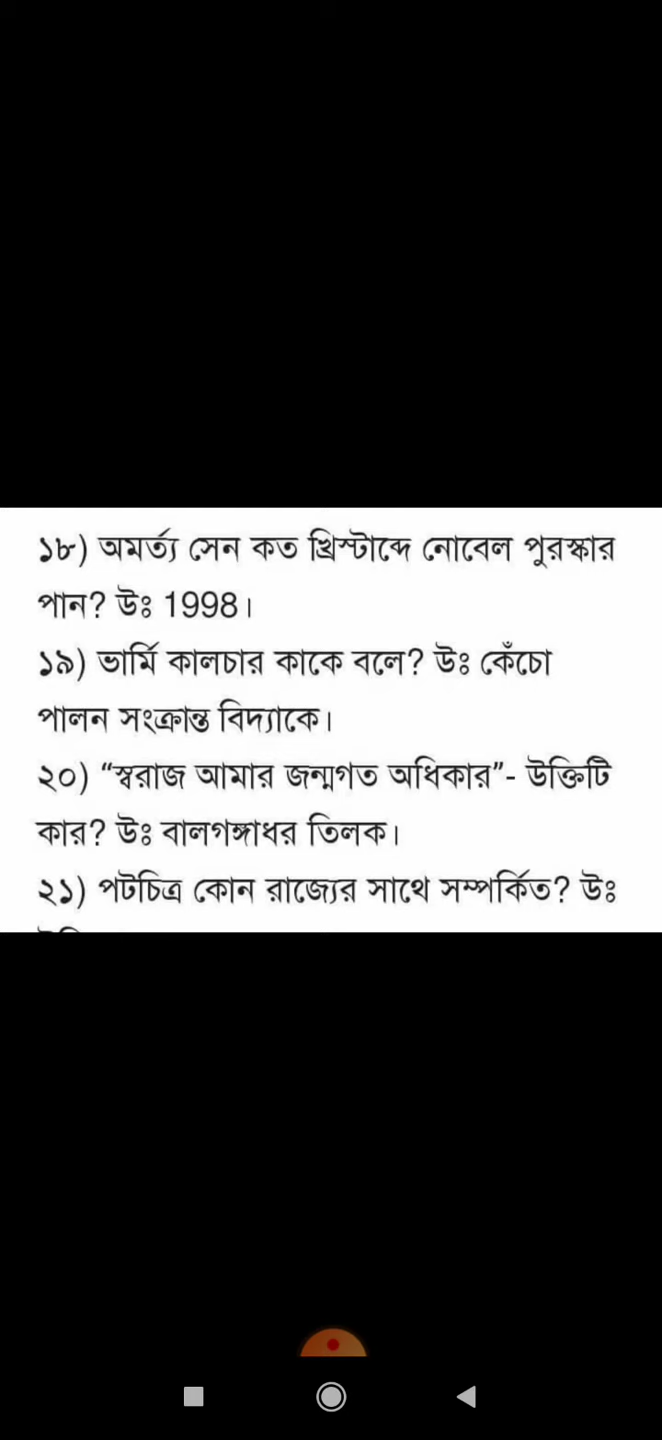 ১৮) অমর্ত্য সেন কত খ্রিস্টাব্দে নোবেল পুরস্কার
পান? উঃ 1998।
১৯) ভার্মি কালচার কাকে বলে? উঃ কেঁচো
পালন সংক্রান্ত বিদ্যাকে।
২০) “স্বরাজ আমার জন্মগত অধিকার”- উক্তিটি
কার? উঃ বালগঙ্গাধর তিলক।
২১) পটচিত্র কোন রাজ্যের সাথে সম্পর্কিত? উঃ